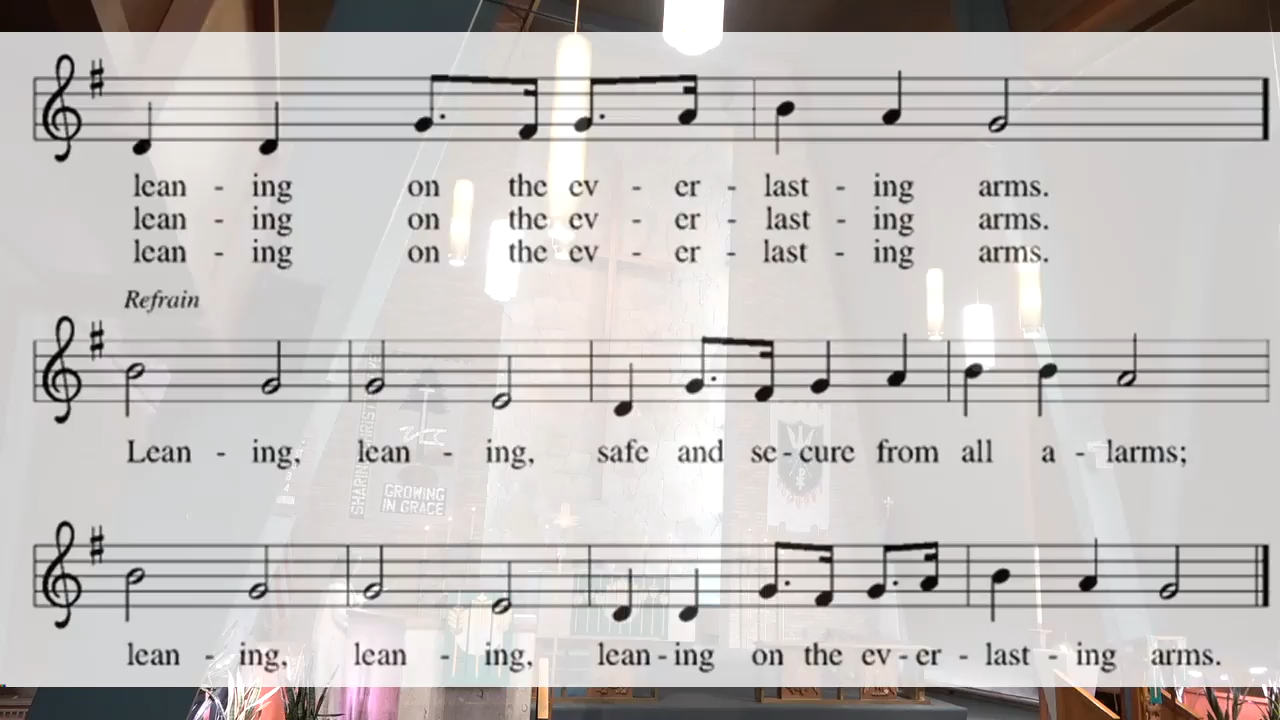 lean - ing on the ev - er - last - ing arms.
lean - ing on the ev - er - last - ing arms.
lean - ing on the ev - er - last - ing arms.
Refrain
Lean - ing, lean - ing, safe and se - cure from all a - larms;
SHARING CHRIST
GROWING
IN GRACE
lean - ing, lean - ing, lean - ing on the ev - er - last - ing arms.